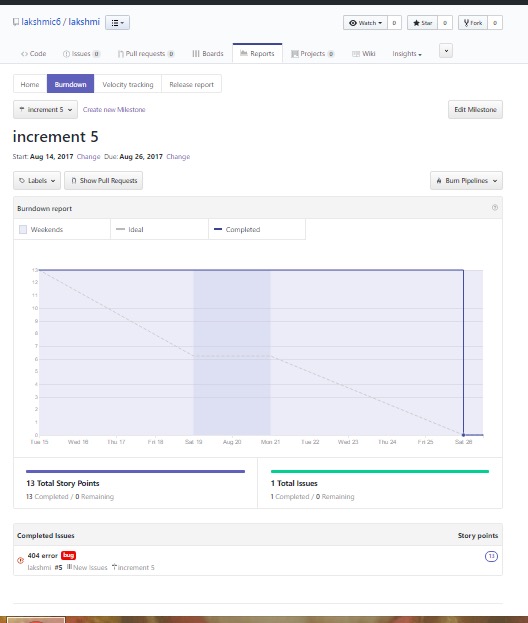 lakshmic6 / lakshmi
Watch 0 Star 0 Fork 0
Code Issues 0 Pull requests 0 Boards Reports Projects 0 Wiki Insights
Home Burndown Velocity tracking Release report
Increment 5 Create new Milestone Edit Milestone
increment 5
Start: Aug 14, 2017 Change Due: Aug 26, 2017 Change
Labels Show Pull Requests Burn Pipelines
Burndown report
Weekends Ideal Completed
13
12
11
10
9
8
7
6
5
4
3
2
1
0
Tue 15 Wed 16 Thu 17 Fri 18 Sat 19 Aug 20 Mon 21 Tue 22 Wed 23 Thu 24 Fri 25 Sat 26
13 Total Story Points 1 Total Issues
13 Completed / 0 Remaining 1 Completed / 0 Remaining
Completed Issues Story points
404 error bug 13
lakshmi #5 New Issues increment 5